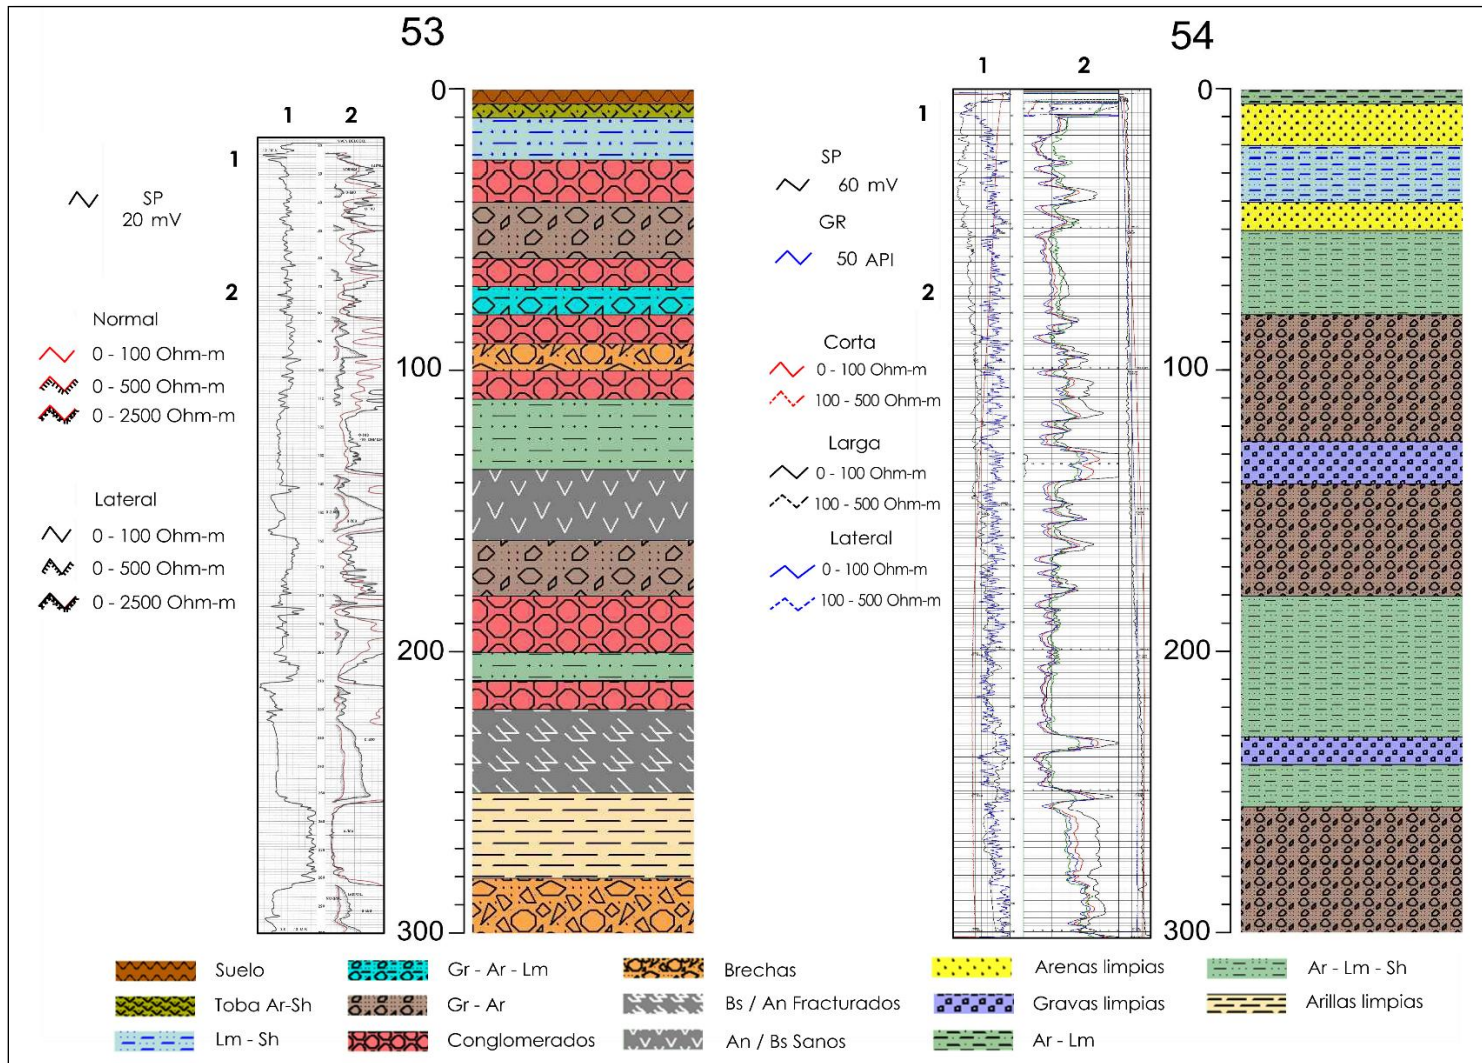 53
54
1
2
1
2
0
100
200
300
0
100
200
300
1
SP
20 mV
2
Normal
0 - 100 Ohm-m
0 - 500 Ohm-m
0 - 2500 Ohm-m
Lateral
0 - 100 Ohm-m
0 - 500 Ohm-m
0 - 2500 Ohm-m
1
SP
60 mV
GR
50 API
2
Corta
0 - 100 Ohm-m
100 - 500 Ohm-m
Larga
0 - 100 Ohm-m
100 - 500 Ohm-m
Lateral
0 - 100 Ohm-m
100 - 500 Ohm-m
Suelo
Gr - Ar - Lm
Brechas
Arenas limpias
Ar - Lm - Sh
Toba Ar-Sh
Gr - Ar
Bs / An Fracturados
Gravas limpias
Arillas limpias
Lm - Sh
Conglomerados
An / Bs Sanos
Ar - Lm